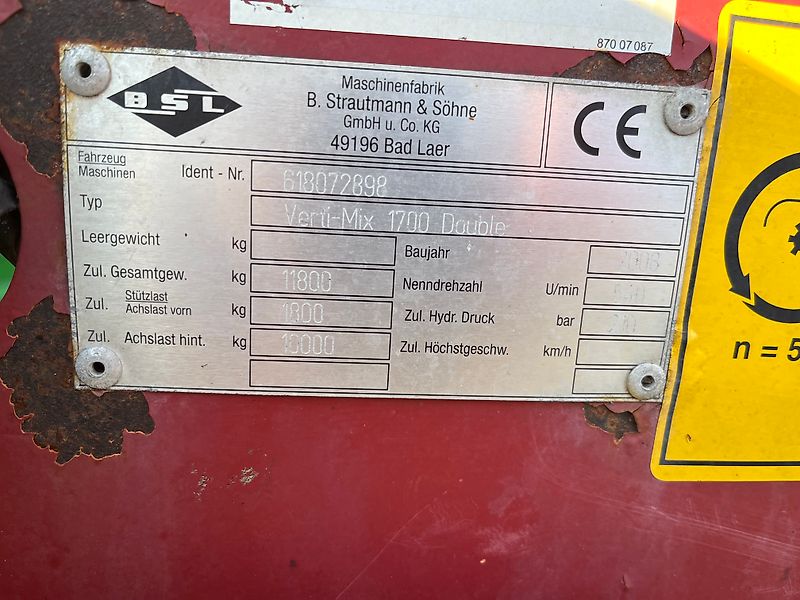 870 07 087
BSL
Maschinenfabrik
B. Strautmann & Söhne
GmbH u. Co. KG
49196 Bad Laer
CE
Fahrzeug
Maschinen Ident - Nr. 618072898
Typ Verti-Mix 1700 Double
Leergewicht kg
Zul. Gesamtgew. kg 11800
Zul. Stützlast
Achslast vorn kg 1800
Zul. Achslast hint. kg 10000
Baujahr 2008
Nenndrehzahl U/min 540
Zul. Hydr. Druck bar
Zul. Höchstgeschw. km/h
n = 5